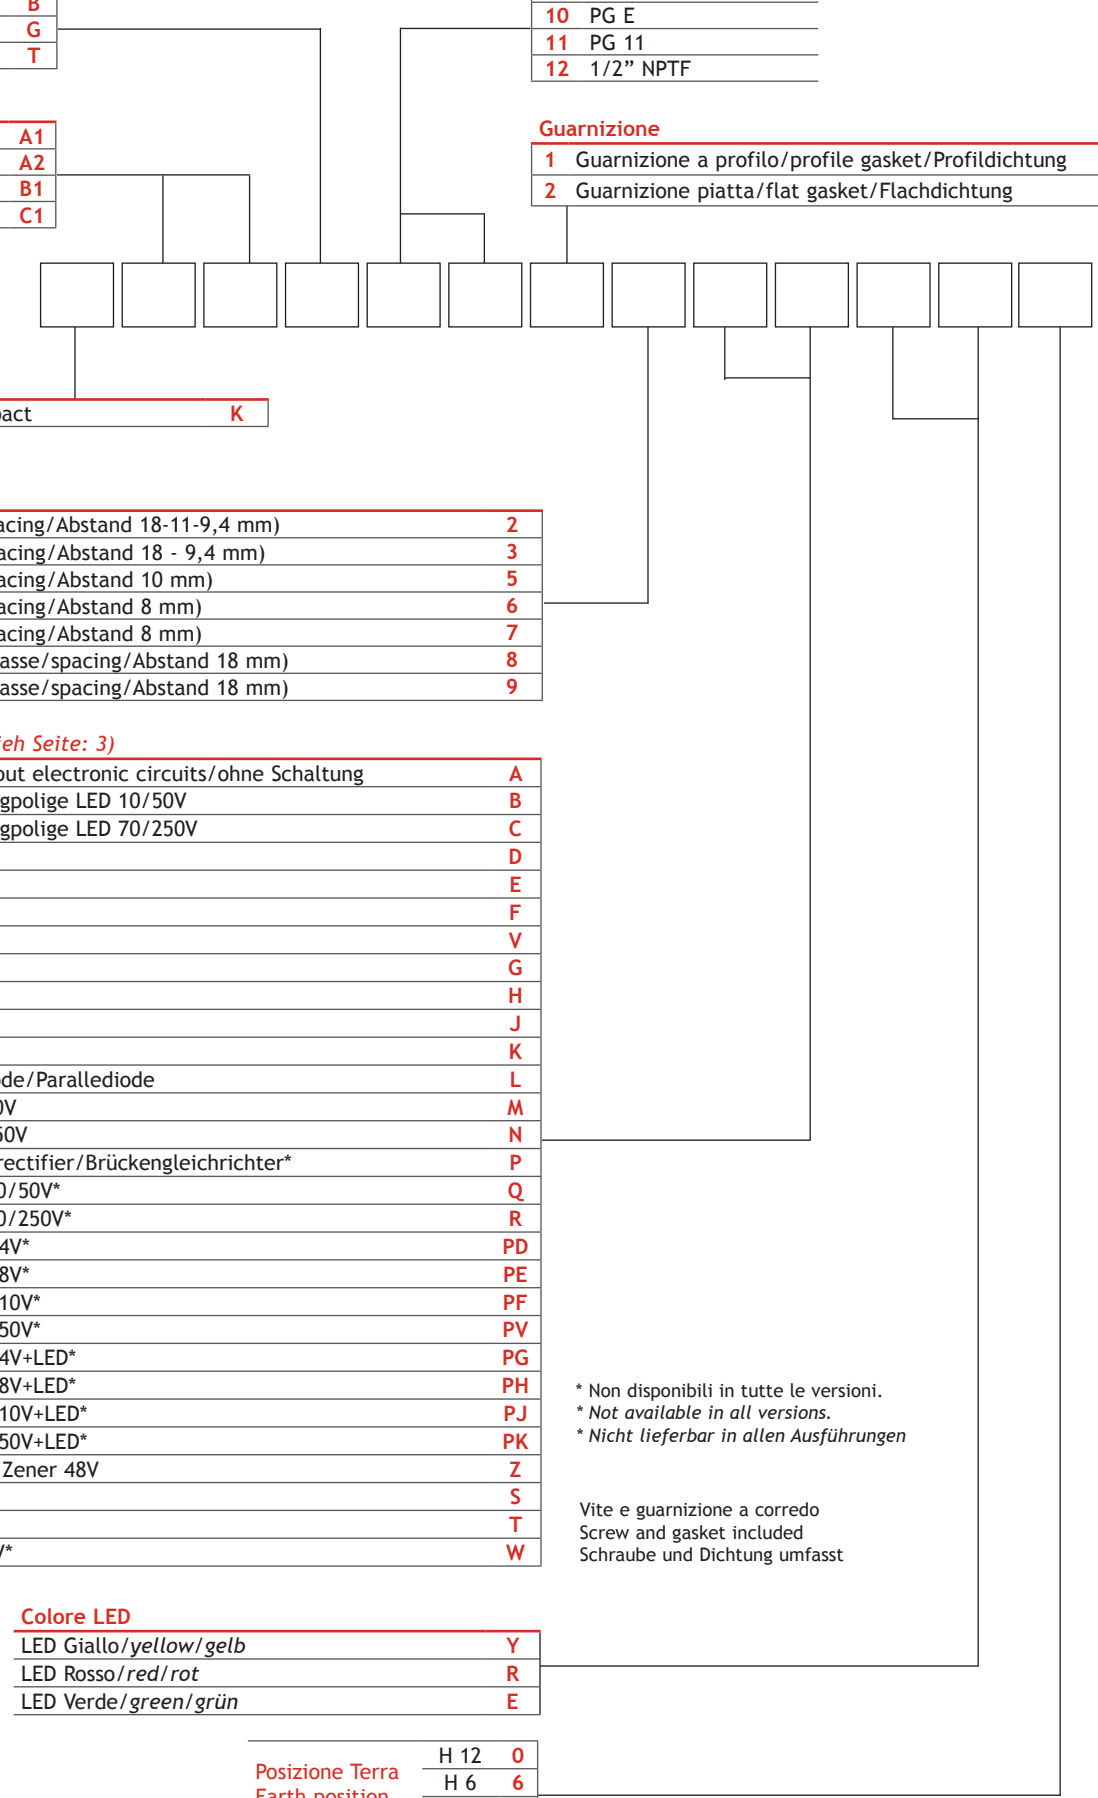 B
G
T
10 PG E
11 PG 11
12 1/2” NPTF
A1
A2
B1
C1
Guarnizione
1 Guarnizione a profilo/profile gasket/Profildichtung
2 Guarnizione piatta/flat gasket/Flachdichtung
pact K
acing/Abstand 18-11-9,4 mm) 2
acing/Abstand 18 - 9,4 mm) 3
acing/Abstand 10 mm) 5
acing/Abstand 8 mm) 6
acing/Abstand 8 mm) 7
asse/spacing/Abstand 18 mm) 8
asse/spacing/Abstand 18 mm) 9
ieh Seite: 3)
out electronic circuits/ohne Schaltung A
gpolige LED 10/50V B
gpolige LED 70/250V C
D
E
F
V
G
H
J
K
ode/Parallediode L
0V M
50V N
rectifier/Brückengleichrichter* P
0/50V* Q
0/250V* R
4V* PD
8V* PE
10V* PF
50V* PV
4V+LED* PG
8V+LED* PH
10V+LED* PJ
50V+LED* PK
Zener 48V Z
S
T
V* W
* Non disponibili in tutte le versioni.
* Not available in all versions.
* Nicht lieferbar in allen Ausführungen
Vite e guarnizione a corredo
Screw and gasket included
Schraube und Dichtung umfasst
Colore LED
LED Giallo/yellow/gelb Y
LED Rosso/red/rot R
LED Verde/green/grün E
Posizione Terra
Earth position
H 12 0
H 6 6